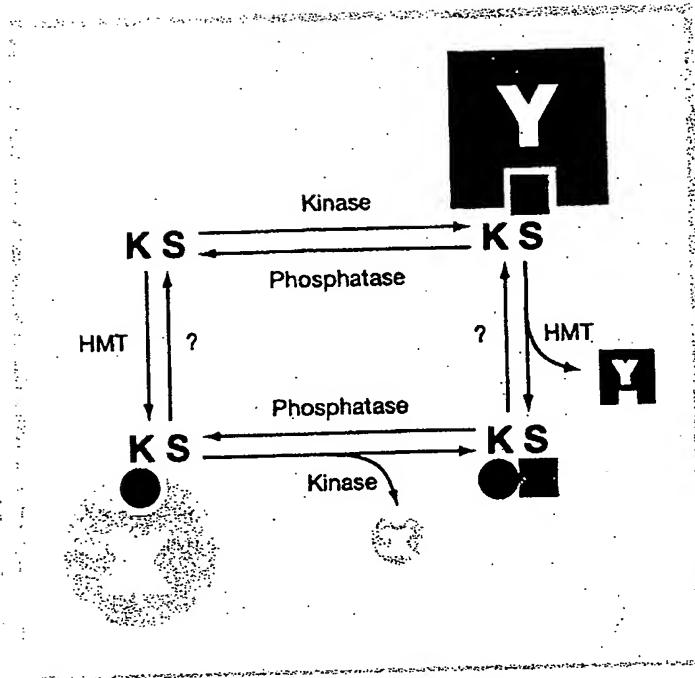 Y
Kinase
K S
K S
Phosphatase
HMT
?
?
HMT
Y
Phosphatase
K S
K S
Kinase